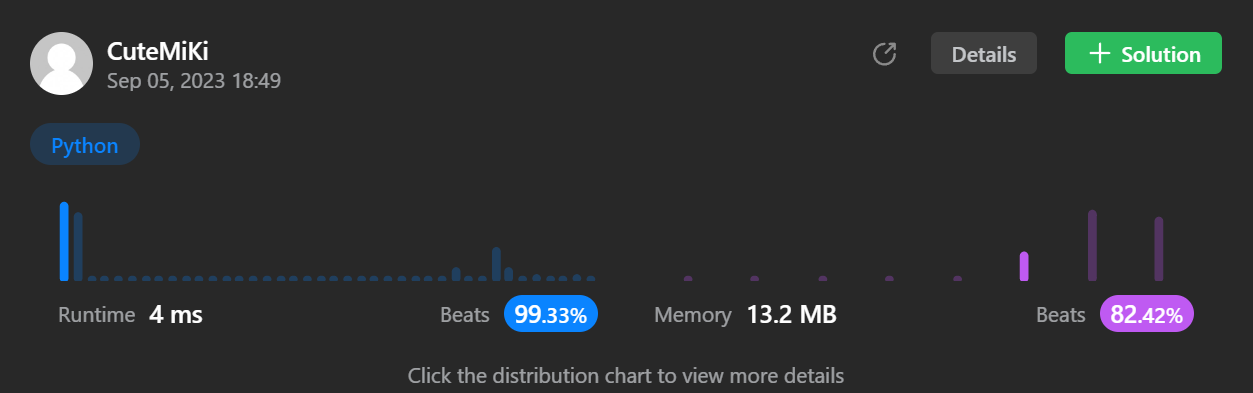 CuteMiKi
Sep 05, 2023 18:49
Details
+ Solution
Python
Runtime 4 ms Beats 99.33% Memory 13.2 MB Beats 82.42%
Click the distribution chart to view more details